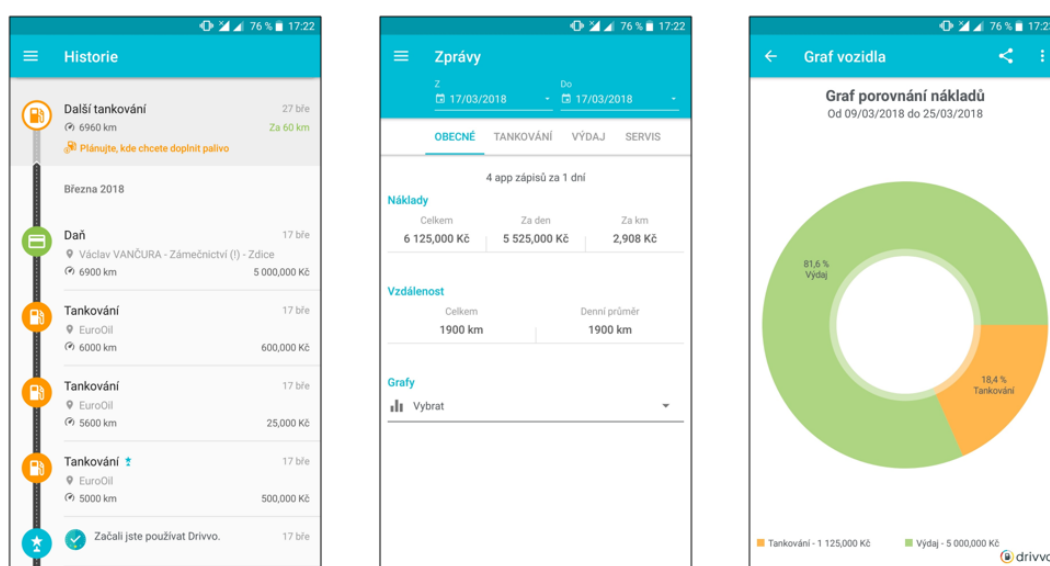 76 % 17:22
Historie
Další tankování 27 bře
6960 km Za 60 km
Plánujte, kde chcete doplnit palivo
Března 2018
Daň 17 bře
Václav VANČURA - Zámečnictví (!) - Zdice
6900 km 5 000,000 Kč
Tankování 17 bře
EuroOil
6000 km 600,000 Kč
Tankování 17 bře
EuroOil
5600 km 25,000 Kč
Tankování 17 bře
EuroOil
5000 km 500,000 Kč
Začali jste používat Drivvo. 17 bře
76 % 17:22
Zprávy
Z Do
17/03/2018 17/03/2018
OBECNÉ TANKOVÁNÍ VÝDAJ SERVIS
4 app zápisů za 1 dní
Náklady
Celkem Za den Za km
6 125,000 Kč 5 525,000 Kč 2,908 Kč
Vzdálenost
Celkem Denní průměr
1900 km 1900 km
Grafy
Vybrat
76 % 17:22
Graf vozidla
Graf porovnání nákladů
Od 09/03/2018 do 25/03/2018
81,6 %
Výdaj
18,4 %
Tankování
Tankování - 1 125,000 Kč Výdaj - 5 000,000 Kč
drivvo